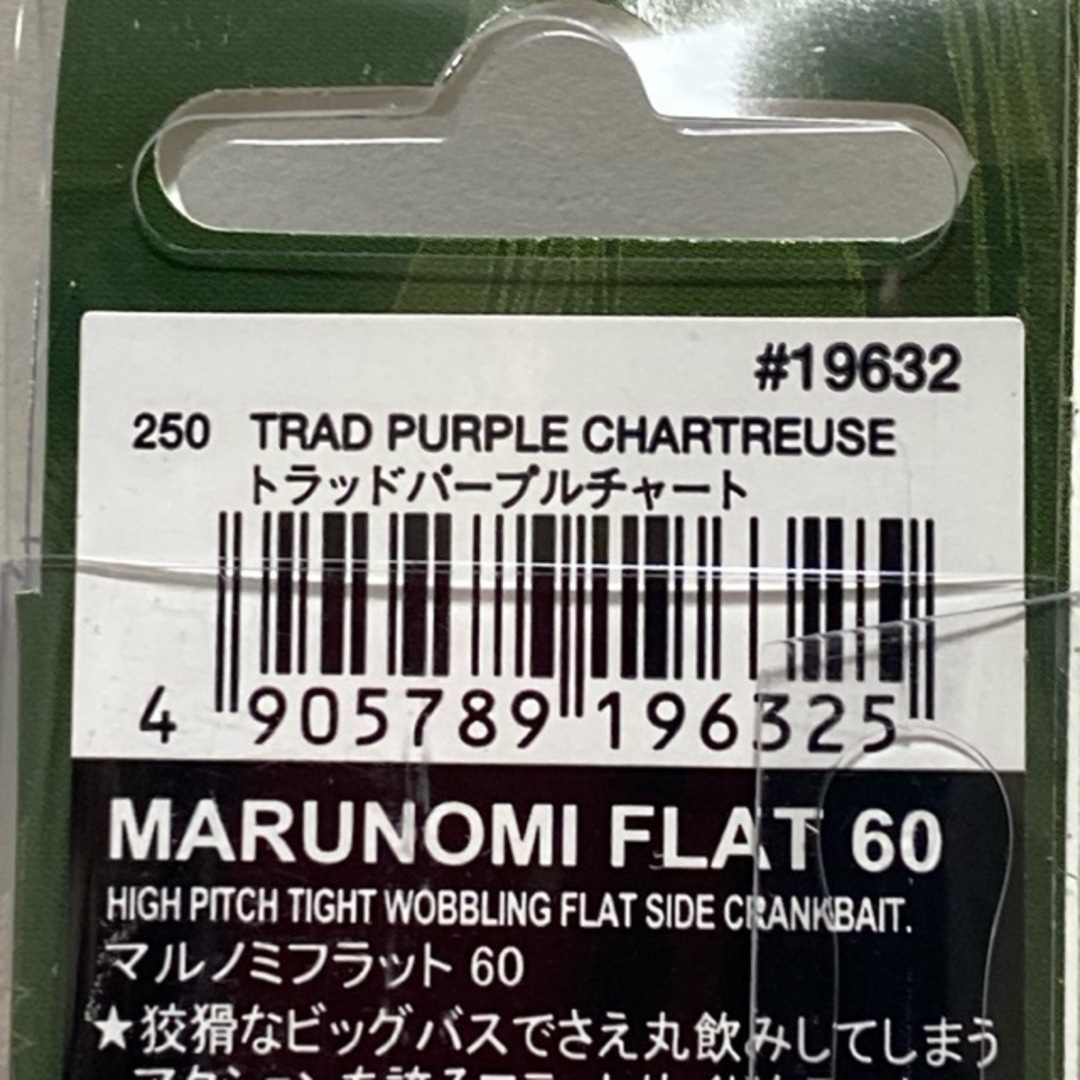 #19632
250 TRAD PURPLE CHARTREUSE
トラッドパープルチャート
4 905789 196325
MARUNOMI FLAT 60
HIGH PITCH TIGHT WOBBLING FLAT SIDE CRANKBAIT.
マルノミフラット 60
★狡猾なビッグバスでさえ丸飲みしてしまう